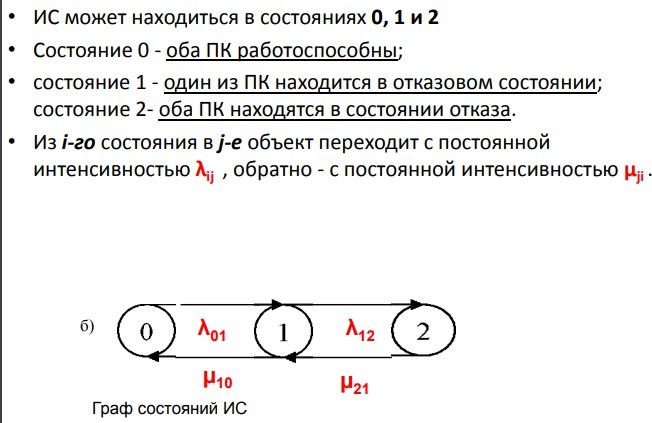 • ИС может находиться в состояниях 0, 1 и 2
• Состояние 0 - оба ПК работоспособны;
• состояние 1 - один из ПК находится в отказовом состоянии;
состояние 2- оба ПК находятся в состоянии отказа.
• Из i-го состояния в j-е объект переходит с постоянной
интенсивностью λij , обратно - с постоянной интенсивностью μji .
б) 0 λ01 1 λ12 2
μ10 μ21
Граф состояний ИС